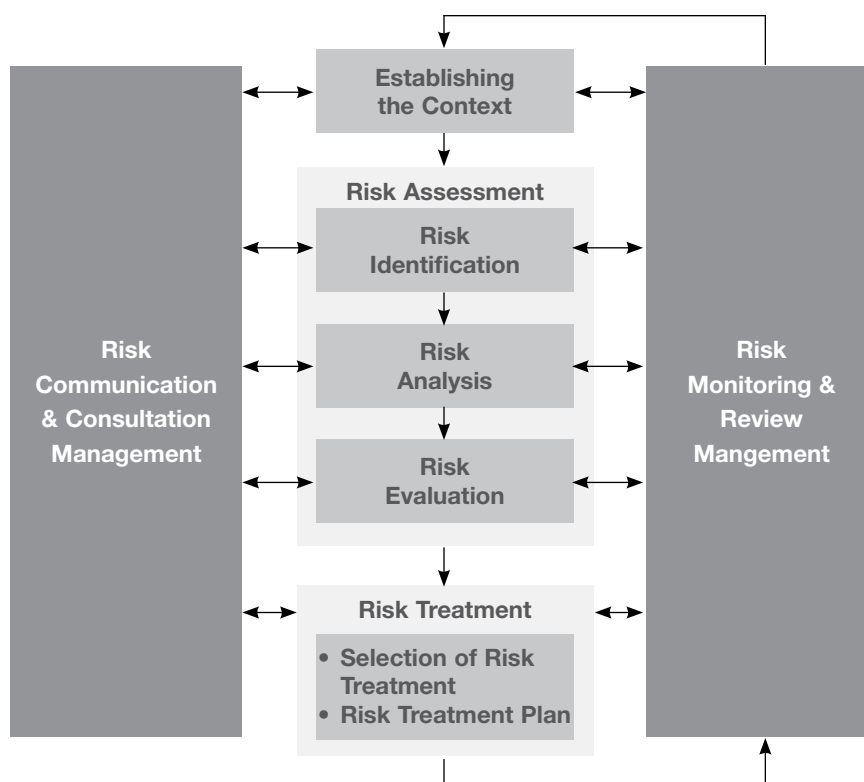 Establishing
the Context
Risk Assessment
Risk
Identification
Risk
Analysis
Risk
Evaluation
Risk Treatment
• Selection of Risk
Treatment
• Risk Treatment Plan
Risk
Communication
& Consultation
Management
Risk
Monitoring &
Review
Mangement